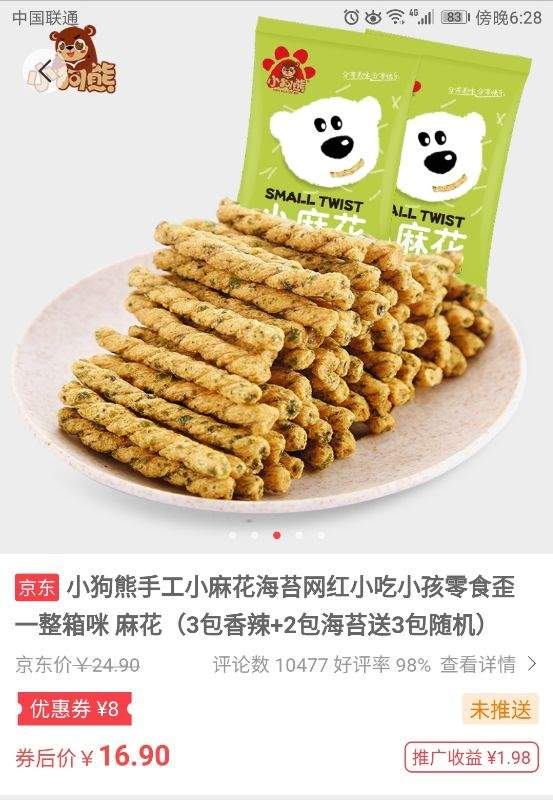 中国联通
4G
83
傍晚6:28
小狗熊
小狗熊
SMALL TWIST
小麻花
ALL TWIST
麻花
京东 小狗熊手工小麻花海苔网红小吃小孩零食歪
一整箱咪 麻花（3包香辣+2包海苔送3包随机）
京东价¥24.90
评论数 10477 好评率 98% 查看详情
优惠券 ¥8
未推送
券后价¥16.90
推广收益 ¥1.98